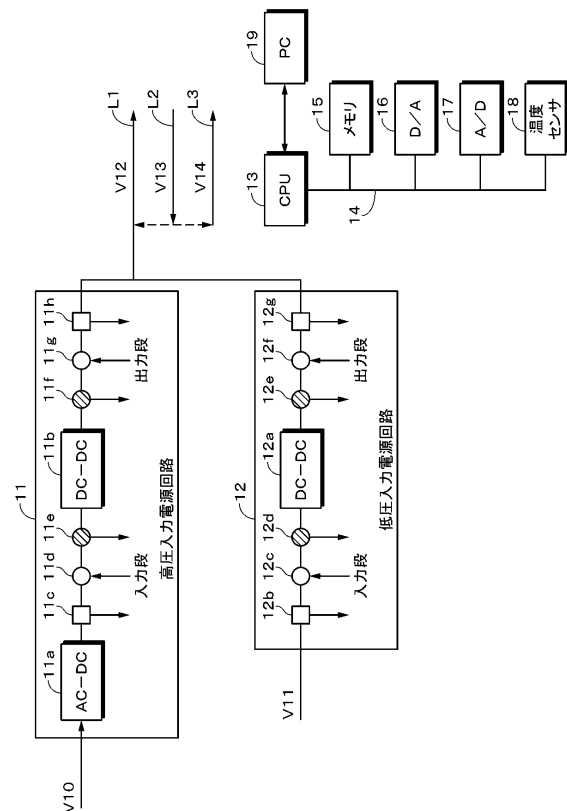 V10
11
11a
AC-DC
11c
11d
11e
入力段
高圧入力電源回路
11b
DC-DC
11f
11g
11h
出力段
V11
12
12b
12c
12d
入力段
低圧入力電源回路
12a
DC-DC
12e
12f
12g
出力段
V12
L1
V13
L2
V14
L3
13
CPU
19
PC
14
15
メモリ
16
D/A
17
A/D
18
温度
センサ